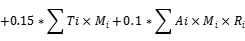 +0.15 * ∑ Ti × Mᵢ + 0.1 * ∑ Ai × Mᵢ × Rᵢ